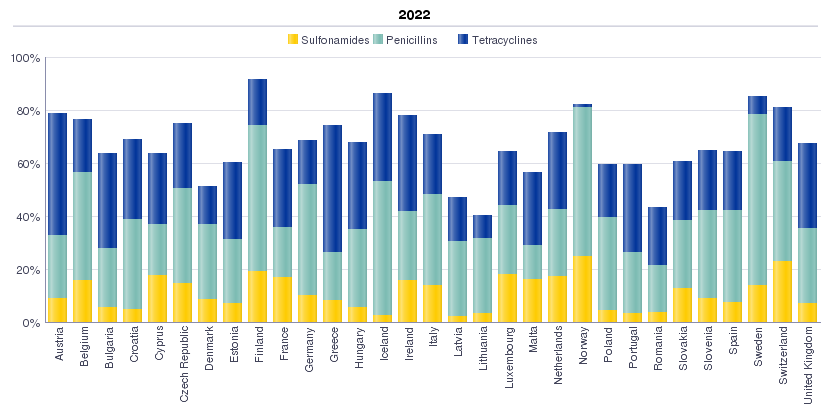 2022
Sulfonamides Penicillins Tetracyclines
100%
80%
60%
40%
20%
0%
Austria
Belgium
Bulgaria
Croatia
Cyprus
Czech Republic
Denmark
Estonia
Finland
France
Germany
Greece
Hungary
Iceland
Ireland
Italy
Latvia
Lithuania
Luxembourg
Malta
Netherlands
Norway
Poland
Portugal
Romania
Slovakia
Slovenia
Spain
Sweden
Switzerland
United Kingdom